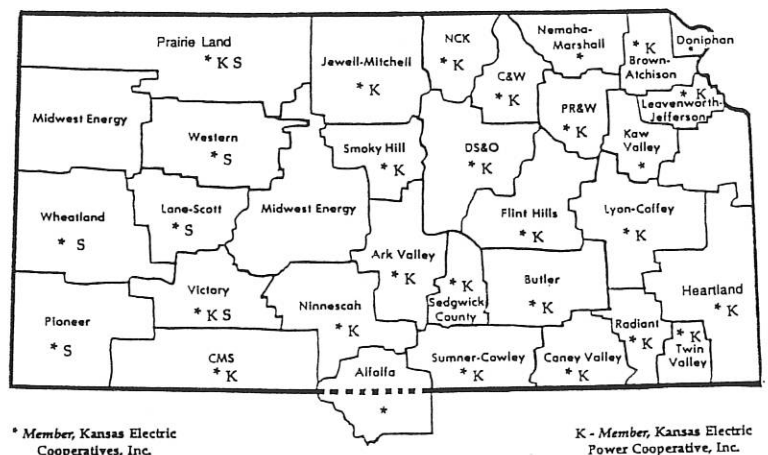 Prairie Land
* K S
Jewell-Mitchell
* K
NCK
* K
Nemaha-
Marshall
*
* K
Brown-
Atchison
Doniphan
*
C&W
* K
Midwest Energy
Western
* S
Smoky Hill
* K
DS&O
* K
PR&W
* K
* K
Leavenworth-
Jefferson
Kaw
Valley
*
Wheatland
* S
Lane-Scott
* S
Midwest Energy
Flint Hills
* K
Lyon-Coffey
* K
Ark Valley
* K
* K
Sedgwick
County
Butler
* K
Heartland
* K
Pioneer
* S
Victory
* K S
Ninnescah
* K
Radiant
* K
* K
Twin
Valley
CMS
* K
Alfalfa
*
Sumner-Cowley
* K
Caney Valley
* K
* Member, Kansas Electric
Cooperatives, Inc.
K - Member, Kansas Electric
Power Cooperative, Inc.